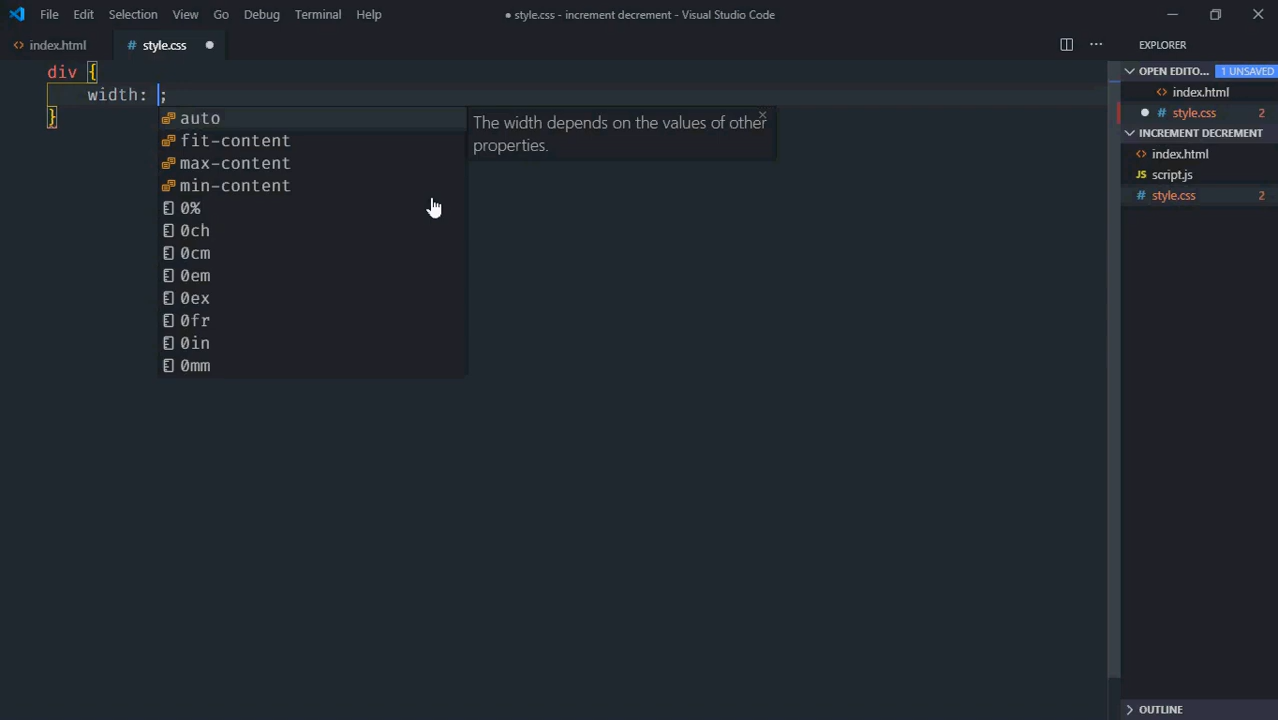 File Edit Selection View Go Debug Terminal Help
● style.css - increment decrement - Visual Studio Code
<> index.html
# style.css ●
EXPLORER
div {
width: ;
}
auto
fit-content
max-content
min-content
0%
0ch
0cm
0em
0ex
0fr
0in
0mm
The width depends on the values of other
properties.
OPEN EDITO... 1 UNSAVED
<> index.html
● # style.css 2
INCREMENT DECREMENT
<> index.html
JS script.js
# style.css 2
OUTLINE